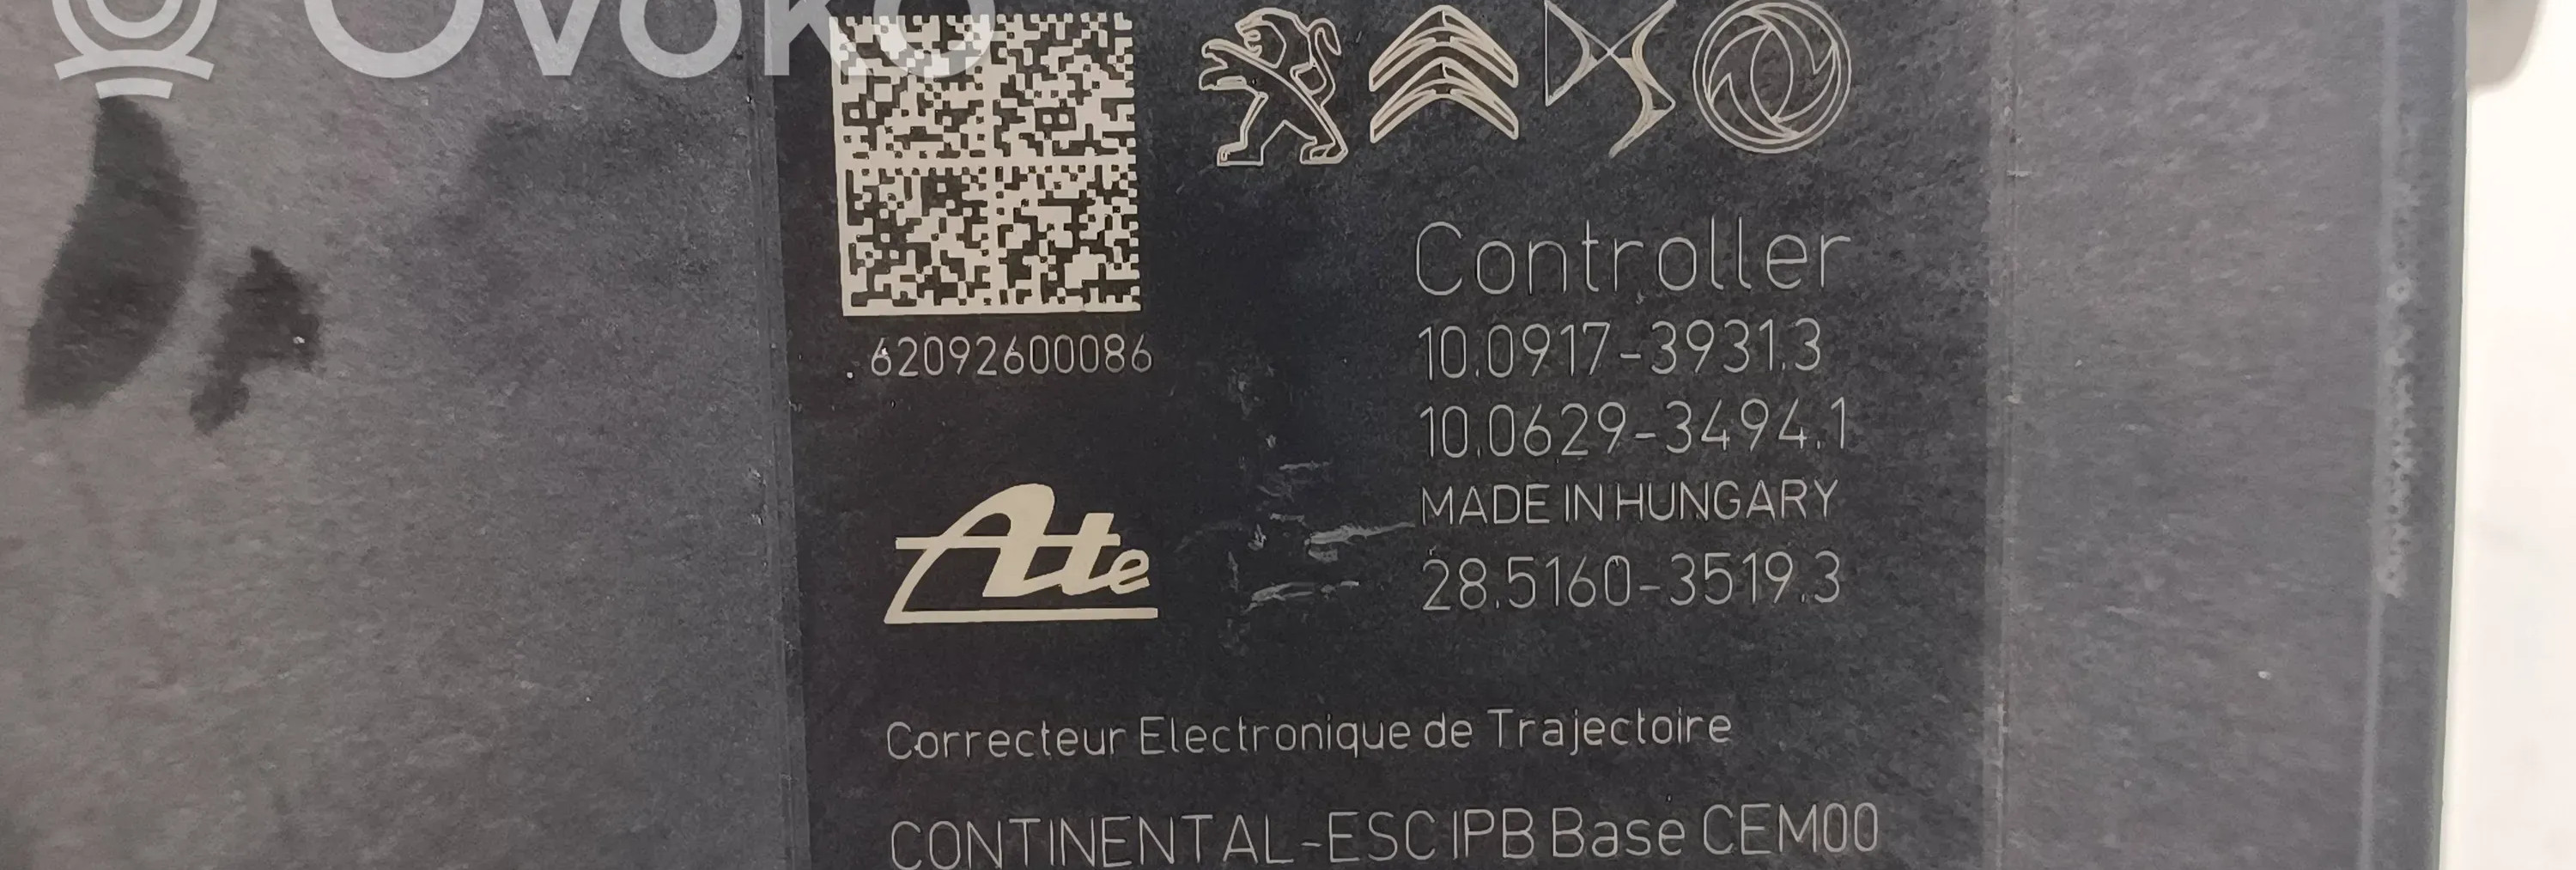 Ovoko
Controller
.62092600086
10.0917-3931.3
10.0629-3494.1
Ate
MADE IN HUNGARY
28.5160-3519.3
Correcteur Electronique de Trajectoire
CONTINENTAL-ESC IPB Base CEM00